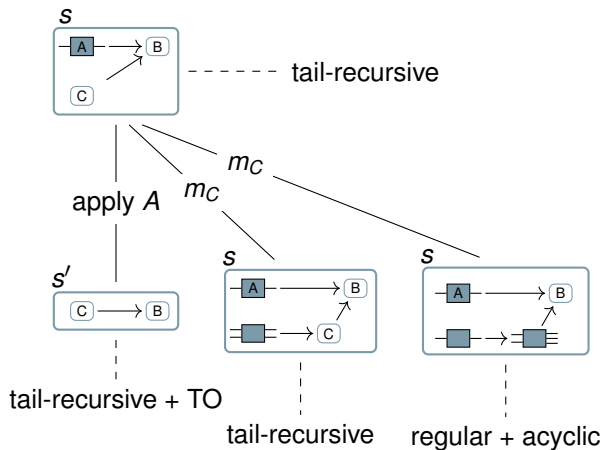 s
A B
C
tail-recursive
apply A
m_C
m_C
s′
C B
s
A B
C
s
A B
tail-recursive + TO
tail-recursive
regular + acyclic